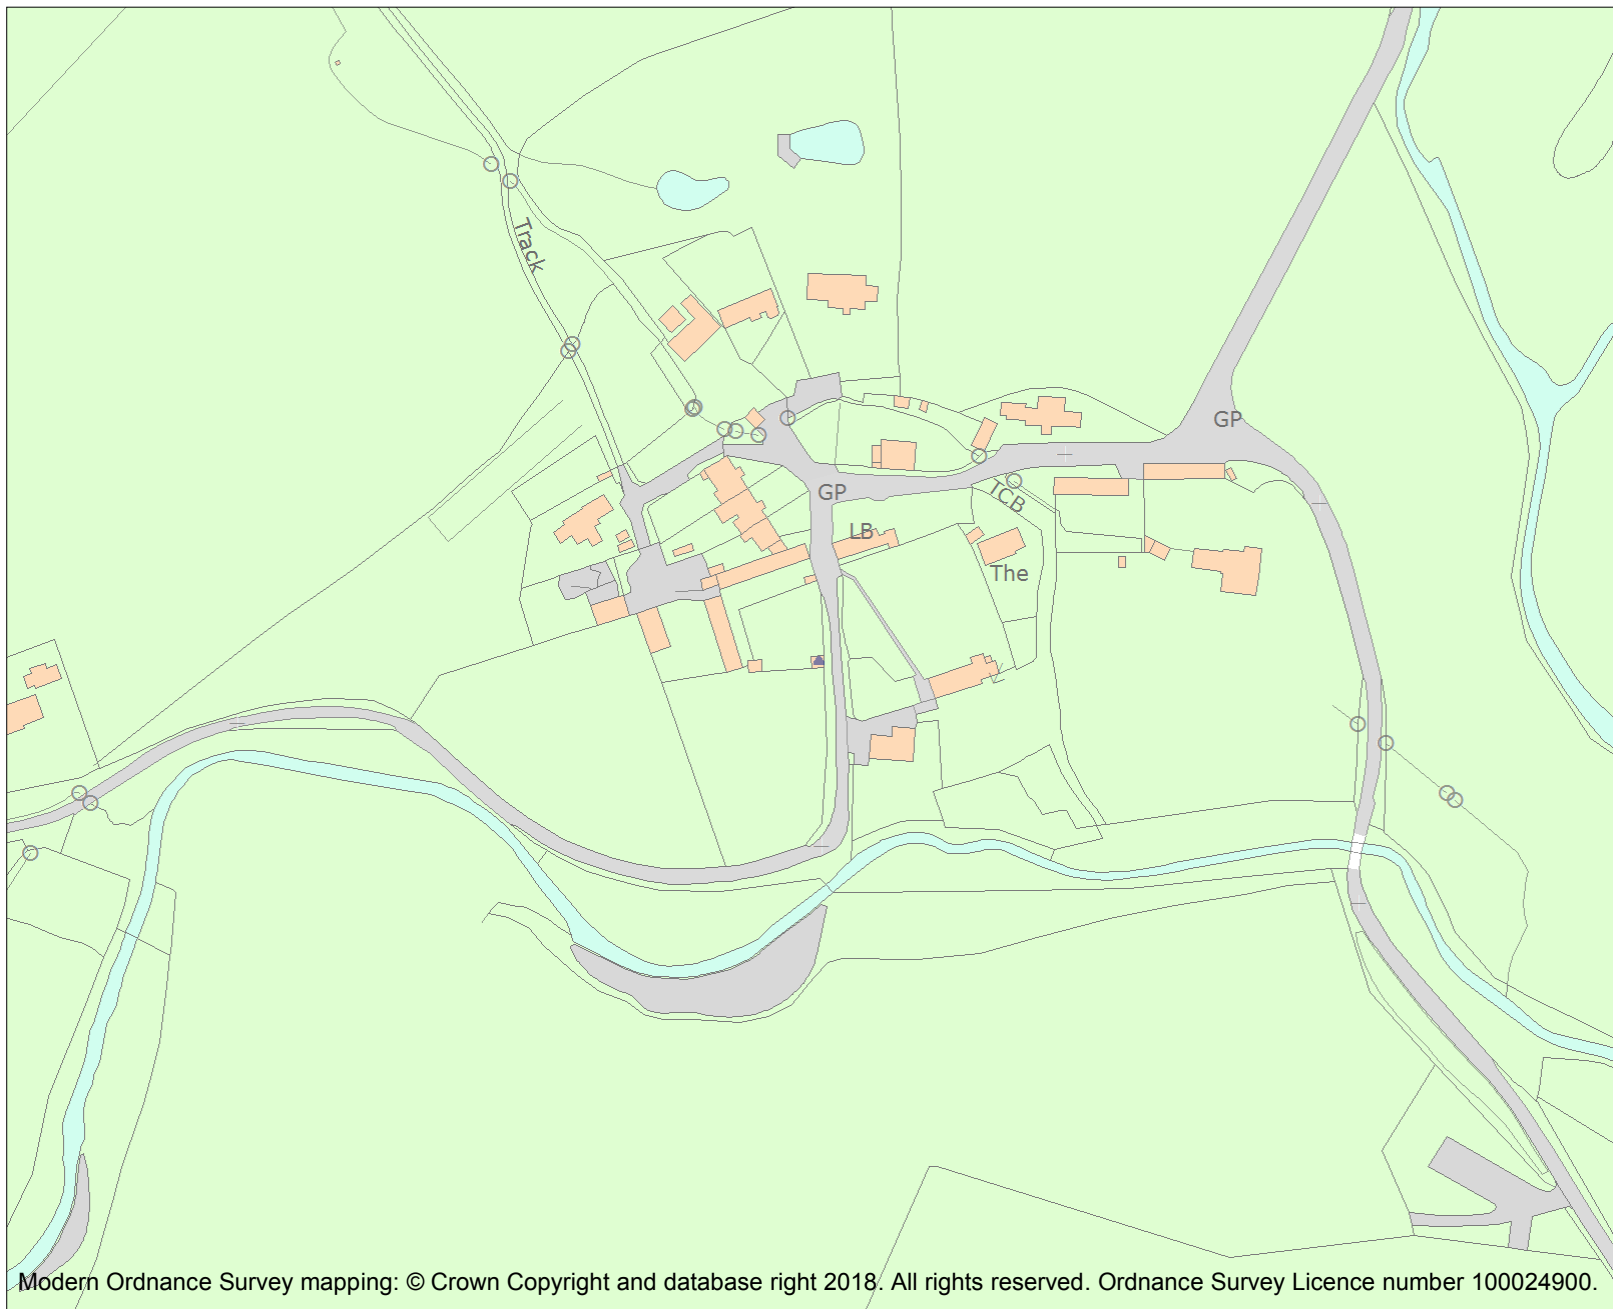 Track
GP
GP
TCB
LB
The
Modern Ordnance Survey mapping: © Crown Copyright and database right 2018. All rights reserved. Ordnance Survey Licence number 100024900.